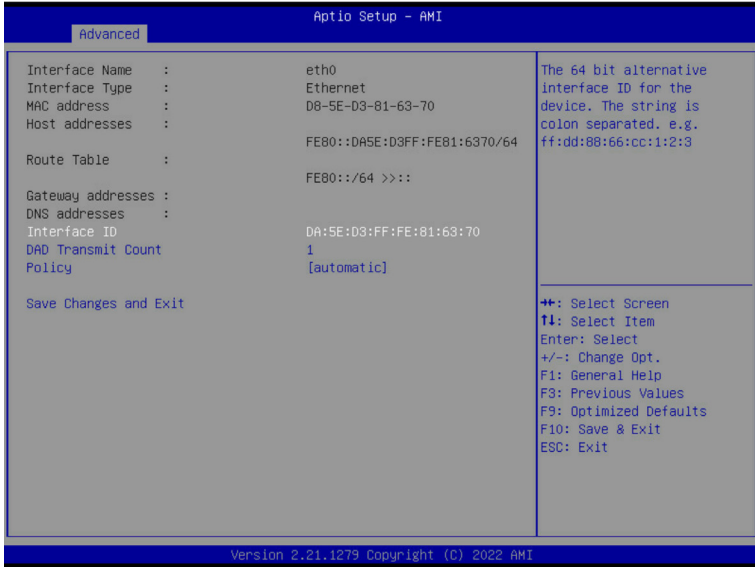 Aptio Setup – AMI
Advanced
Interface Name : eth0
Interface Type : Ethernet
MAC address : D8-5E-D3-81-63-70
Host addresses :
FE80::DA5E:D3FF:FE81:6370/64
Route Table :
FE80::/64 >>::
Gateway addresses :
DNS addresses :
Interface ID DA:5E:D3:FF:FE:81:63:70
DAD Transmit Count 1
Policy [automatic]
Save Changes and Exit
The 64 bit alternative
interface ID for the
device. The string is
colon separated. e.g.
ff:dd:88:66:cc:1:2:3
→←: Select Screen
↑↓: Select Item
Enter: Select
+/-: Change Opt.
F1: General Help
F3: Previous Values
F9: Optimized Defaults
F10: Save & Exit
ESC: Exit
Version 2.21.1279 Copyright (C) 2022 AMI